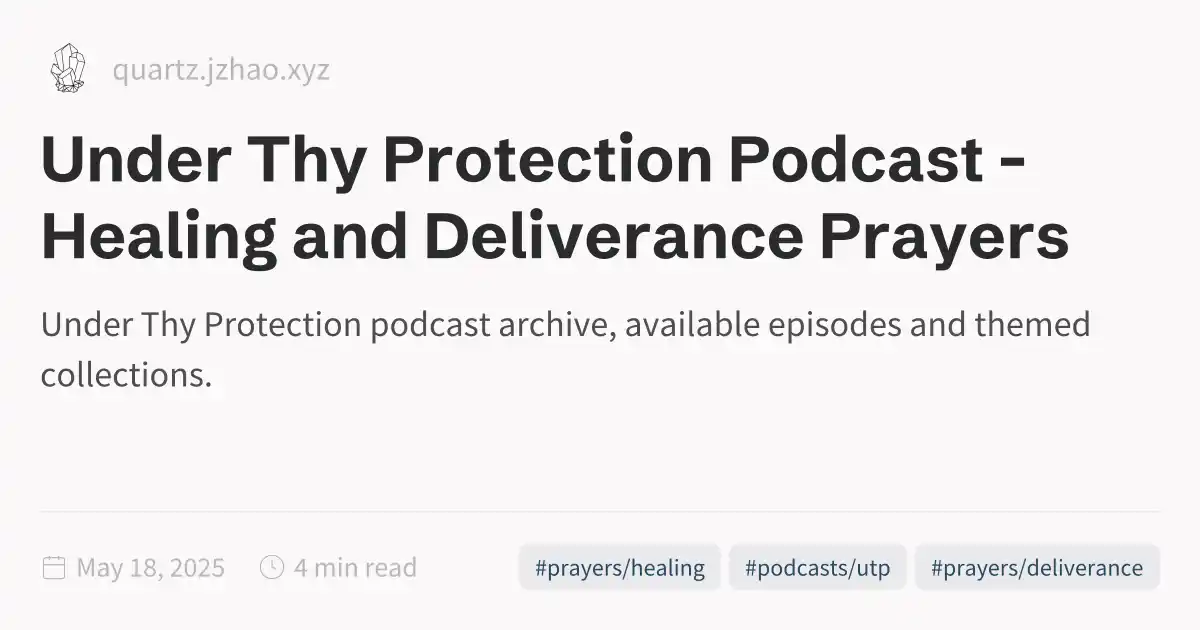 quartz.jzhao.xyz
Under Thy Protection Podcast -
Healing and Deliverance Prayers
Under Thy Protection podcast archive, available episodes and themed
collections.
May 18, 2025 4 min read #prayers/healing #podcasts/utp #prayers/deliverance